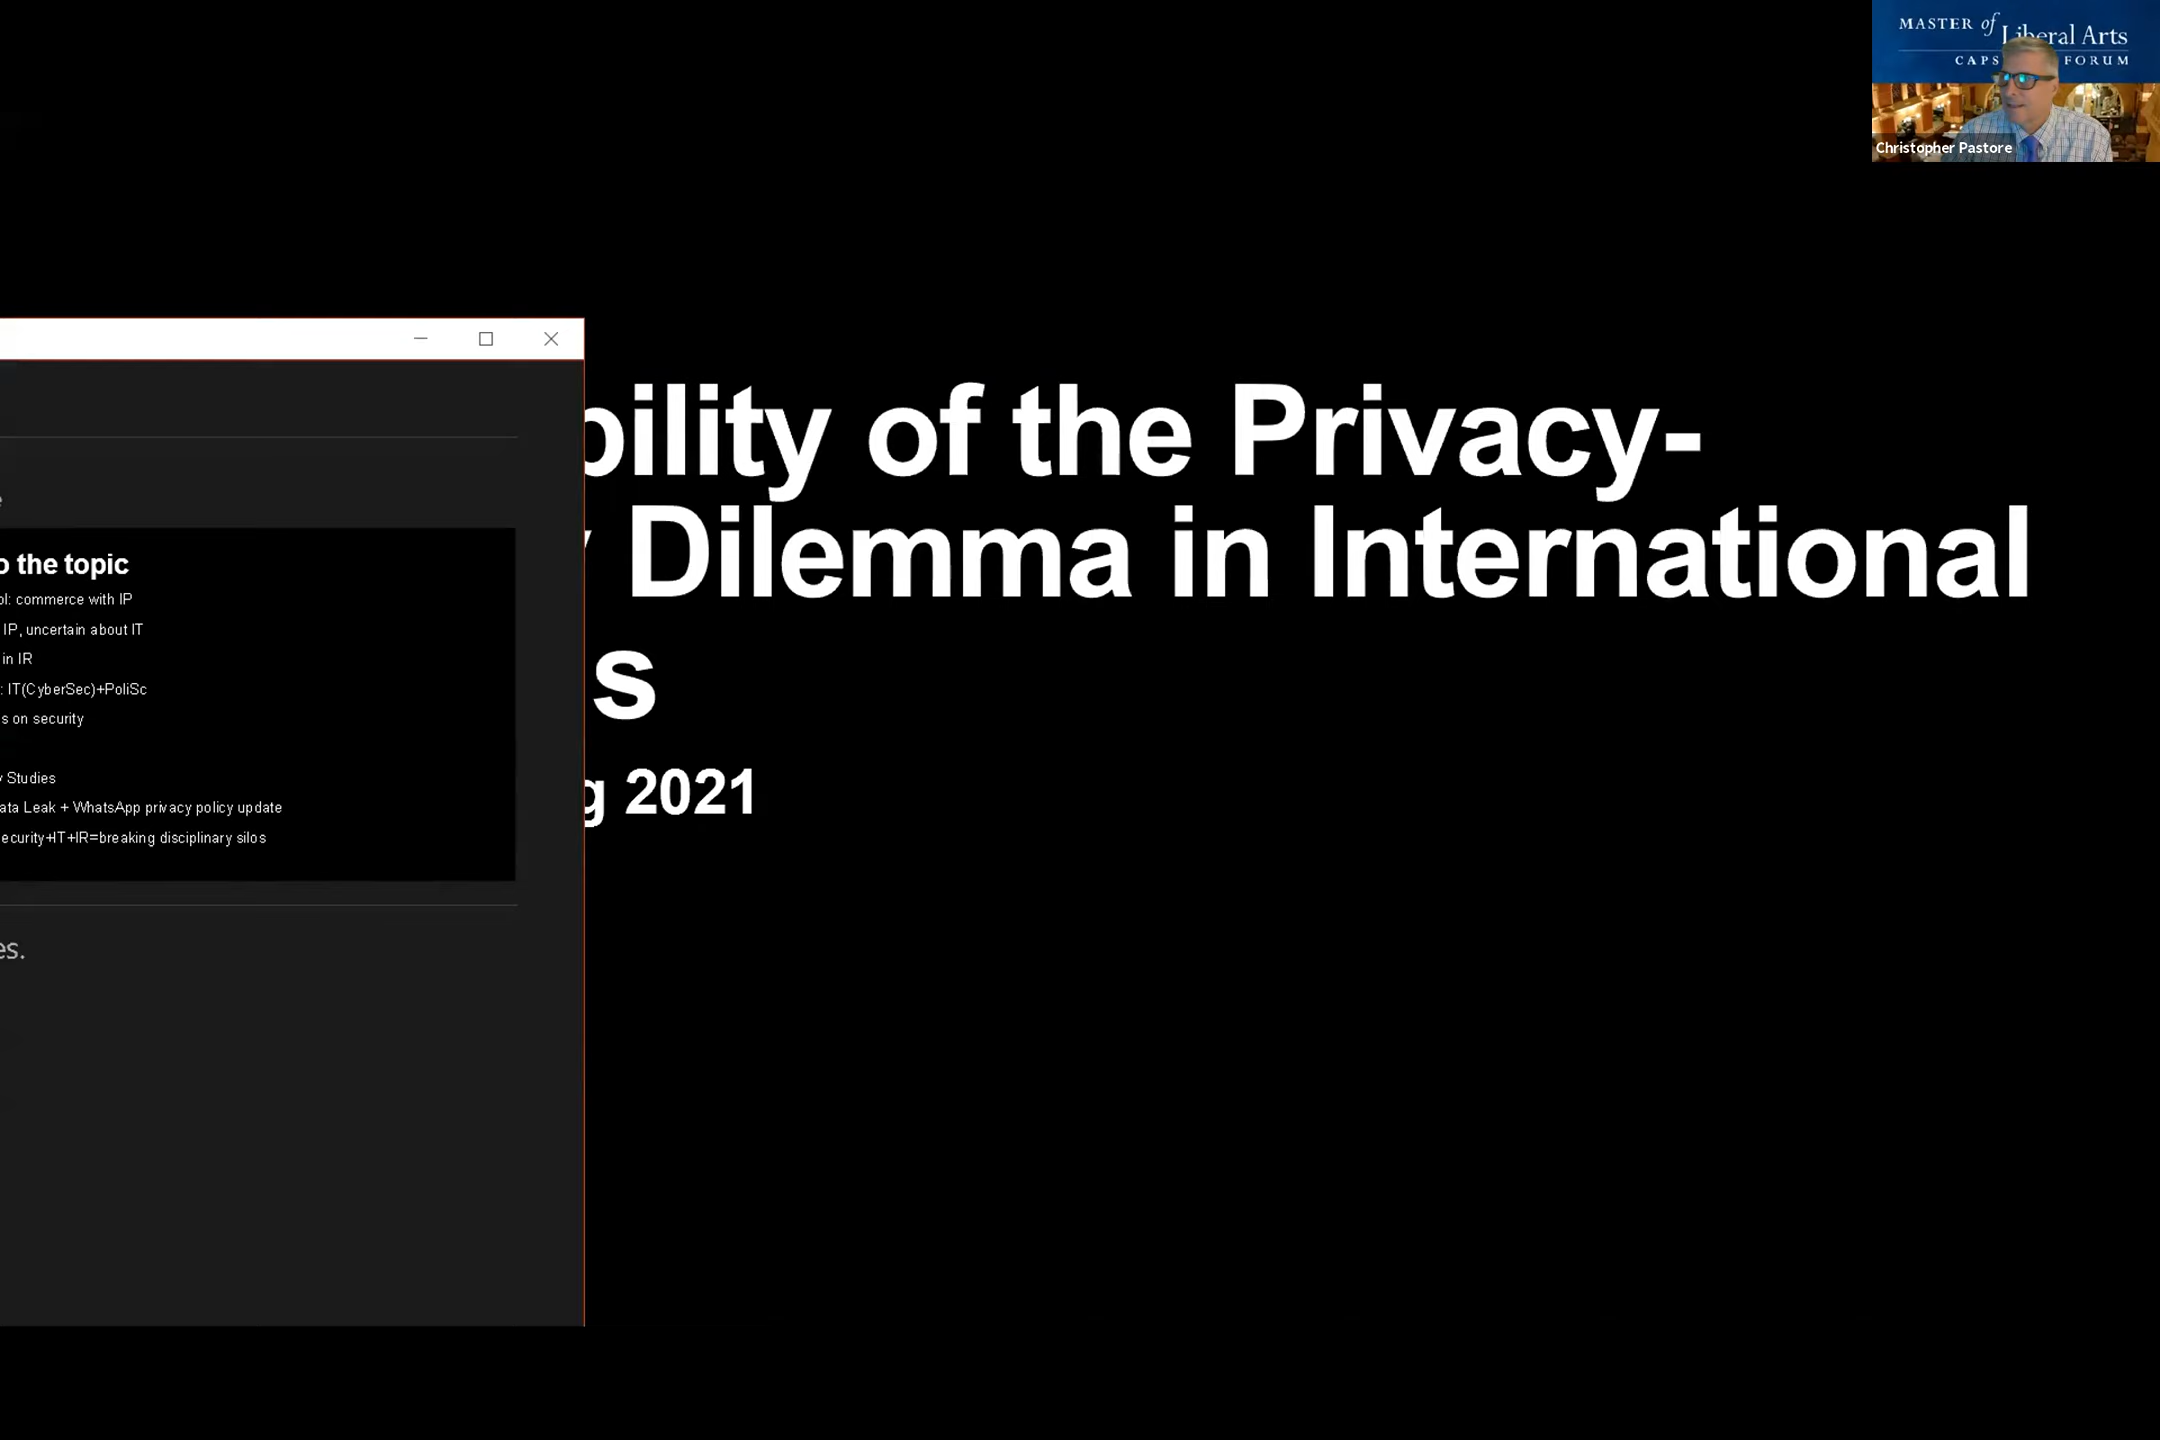 MASTER of Liberal Arts
CAPS FORUM
Christopher Pastore
bility of the Privacy-
Dilemma in International
s
g 2021
o the topic
ol: commerce with IP
IP, uncertain about IT
in IR
: IT(CyberSec)+PoliSc
s on security
y Studies
ata Leak + WhatsApp privacy policy update
ecurity+IT+IR=breaking disciplinary silos
es.